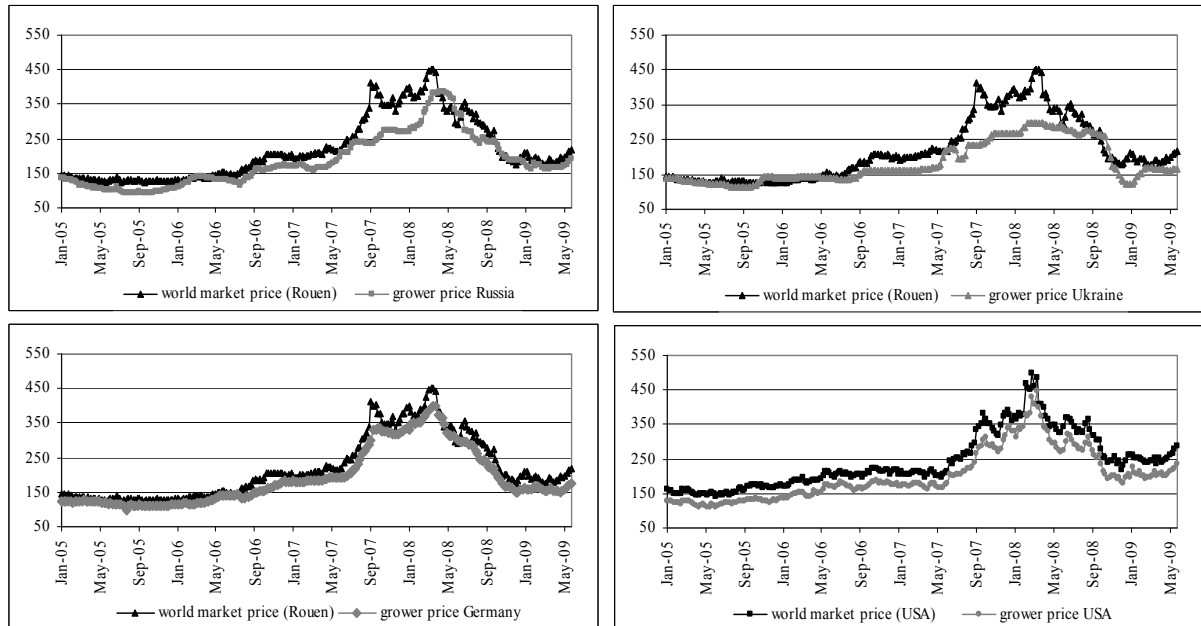 550
450
350
250
150
50
Jan-05
May-05
Sep-05
Jan-06
May-06
Sep-06
Jan-07
May-07
Sep-07
Jan-08
May-08
Sep-08
Jan-09
May-09
world market price (Rouen) grower price Russia
550
450
350
250
150
50
Jan-05
May-05
Sep-05
Jan-06
May-06
Sep-06
Jan-07
May-07
Sep-07
Jan-08
May-08
Sep-08
Jan-09
May-09
world market price (Rouen) grower price Ukraine
550
450
350
250
150
50
Jan-05
May-05
Sep-05
Jan-06
May-06
Sep-06
Jan-07
May-07
Sep-07
Jan-08
May-08
Sep-08
Jan-09
May-09
world market price (Rouen) grower price Germany
550
450
350
250
150
50
Jan-05
May-05
Sep-05
Jan-06
May-06
Sep-06
Jan-07
May-07
Sep-07
Jan-08
May-08
Sep-08
Jan-09
May-09
world market price (USA) grower price USA